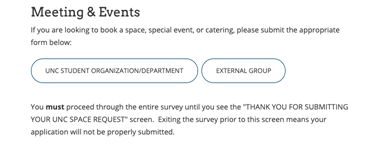 Meeting & Events
If you are looking to book a space, special event, or catering, please submit the appropriate
form below:
UNC STUDENT ORGANIZATION/DEPARTMENT EXTERNAL GROUP
You must proceed through the entire survey until you see the "THANK YOU FOR SUBMITTING
YOUR UNC SPACE REQUEST" screen. Exiting the survey prior to this screen means your
application will not be properly submitted.